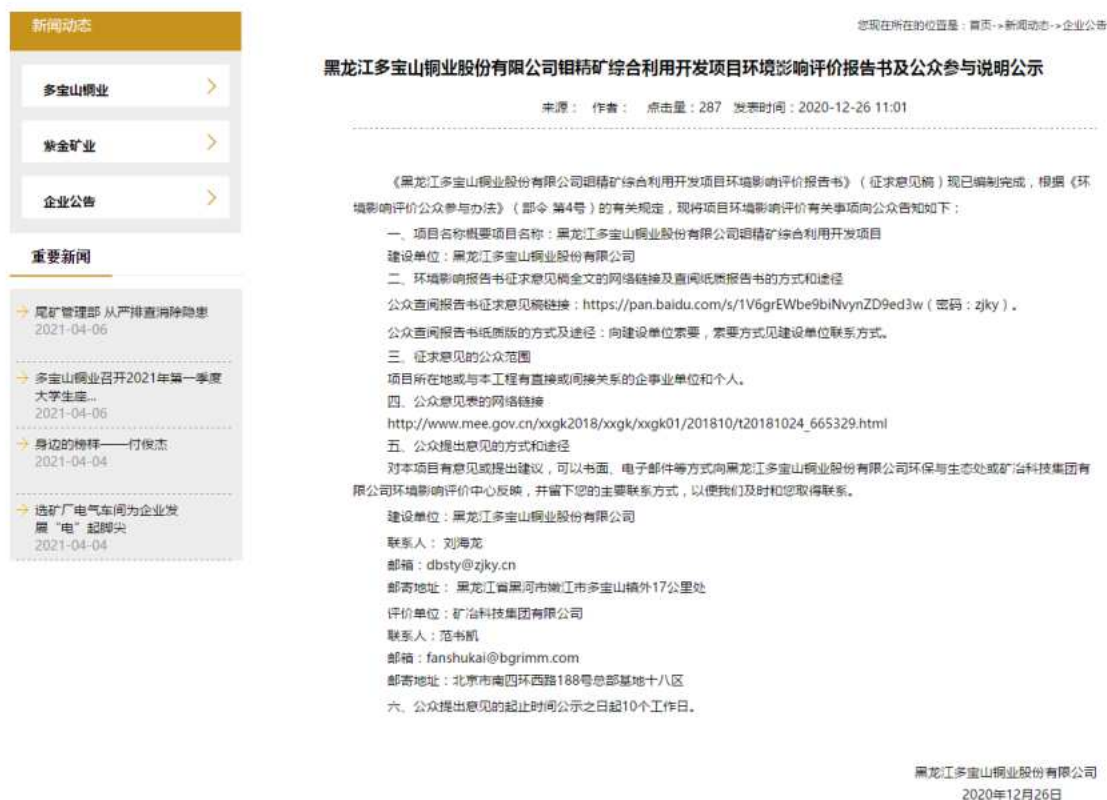 新闻动态
多宝山铜业
紫金矿业
企业公告
重要新闻
尾矿管理部 从严排查消除隐患
2021-04-06
多宝山铜业召开2021年第一季度
大学生座...
2021-04-06
身边的榜样——付俊杰
2021-04-04
选矿厂电气车间为企业发
展“电”起脚尖
2021-04-04
您现在所在的位置是：首页->新闻动态->企业公告
黑龙江多宝山铜业股份有限公司钼精矿综合利用开发项目环境影响评价报告书及公众参与说明公示
来源： 作者： 点击量：287 发表时间：2020-12-26 11:01
《黑龙江多宝山铜业股份有限公司钼精矿综合利用开发项目环境影响评价报告书》（征求意见稿）现已编制完成，根据《环
境影响评价公众参与办法》（部令 第4号）的有关规定，现将项目环境影响评价有关事项向公众告知如下：
一、项目名称概要项目名称：黑龙江多宝山铜业股份有限公司钼精矿综合利用开发项目
建设单位：黑龙江多宝山铜业股份有限公司
二、环境影响报告书征求意见稿全文的网络链接及查阅纸质报告书的方式和途径
公众查阅报告书征求意见稿链接：https://pan.baidu.com/s/1V6grEWbe9biNvynZD9ed3w（密码：zjky）。
公众查阅报告书纸质版的方式及途径：向建设单位索要，索要方式见建设单位联系方式。
三、征求意见的公众范围
项目所在地或与本工程有直接或间接关系的企事业单位和个人。
四、公众意见表的网络链接
http://www.mee.gov.cn/xxgk2018/xxgk/xxgk01/201810/t20181024_665329.html
五、公众提出意见的方式和途径
对本项目有意见或提出建议，可以书面、电子邮件等方式向黑龙江多宝山铜业股份有限公司环保与生态处或矿冶科技集团有
限公司环境影响评价中心反映，并留下您的主要联系方式，以便我们及时和您取得联系。
建设单位：黑龙江多宝山铜业股份有限公司
联系人： 刘海龙
邮箱：dbsty@zjky.cn
邮寄地址： 黑龙江省黑河市嫩江市多宝山镇外17公里处
评价单位：矿冶科技集团有限公司
联系人：范书凯
邮箱：fanshukai@bgrimm.com
邮寄地址：北京市南四环西路188号总部基地十八区
六、公众提出意见的起止时间公示之日起10个工作日。
黑龙江多宝山铜业股份有限公司
2020年12月26日